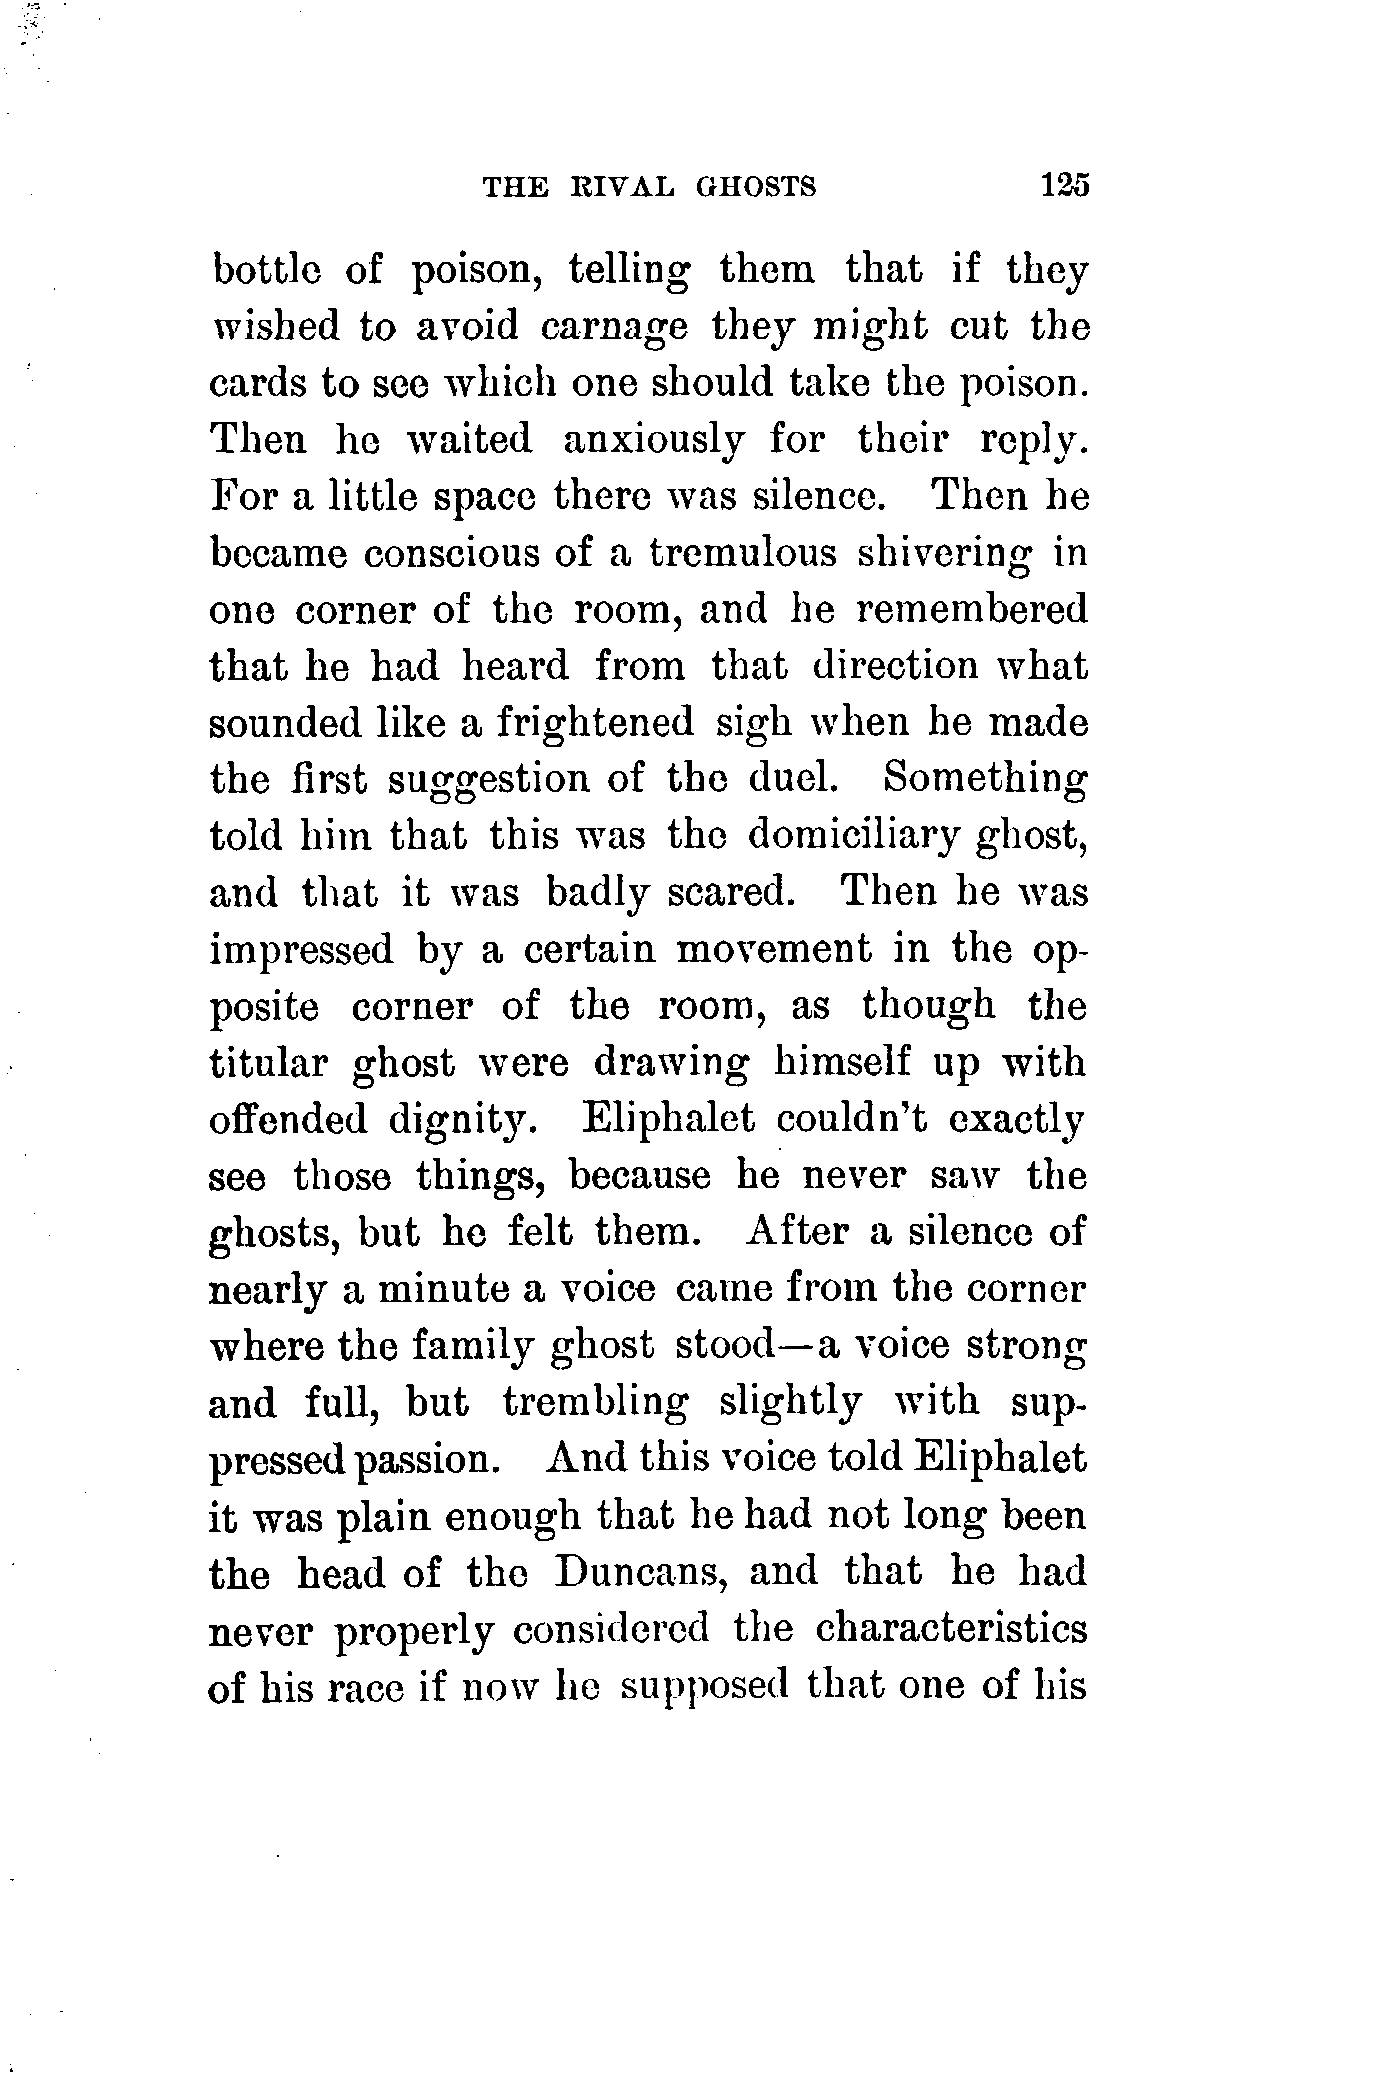 THE RIVAL GHOSTS 125
bottle of poison, telling them that if they
wished to avoid carnage they might cut the
cards to see which one should take the poison.
Then he waited anxiously for their reply.
For a little space there was silence. Then he
became conscious of a tremulous shivering in
one corner of the room, and he remembered
that he had heard from that direction what
sounded like a frightened sigh when he made
the first suggestion of the duel. Something
told him that this was the domiciliary ghost,
and that it was badly scared. Then he was
impressed by a certain movement in the op-
posite corner of the room, as though the
titular ghost were drawing himself up with
offended dignity. Eliphalet couldn't exactly
see those things, because he never saw the
ghosts, but he felt them. After a silence of
nearly a minute a voice came from the corner
where the family ghost stood—a voice strong
and full, but trembling slightly with sup-
pressed passion. And this voice told Eliphalet
it was plain enough that he had not long been
the head of the Duncans, and that he had
never properly considered the characteristics
of his race if now he supposed that one of his